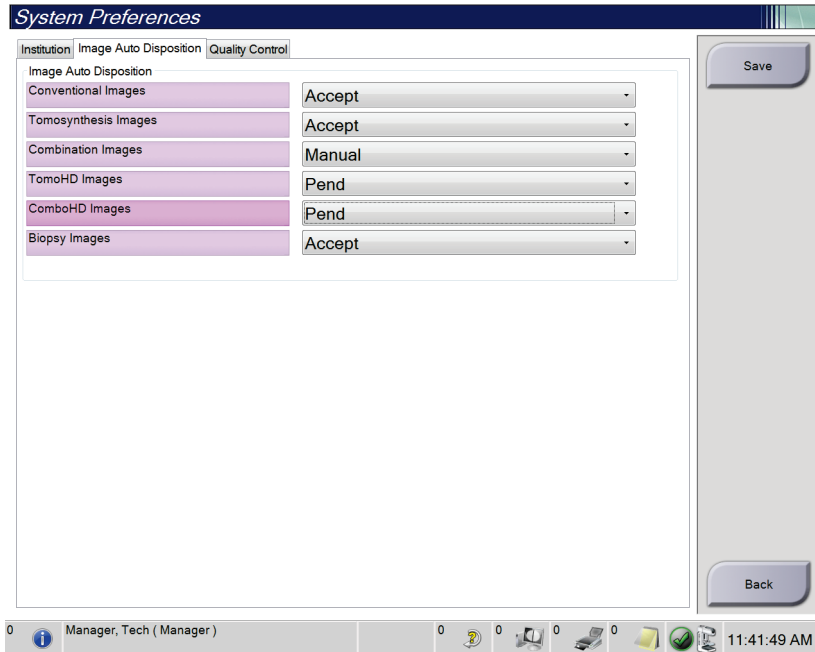 System Preferences
Institution Image Auto Disposition Quality Control
Save
Image Auto Disposition
Conventional Images Accept
Tomosynthesis Images Accept
Combination Images Manual
TomoHD Images Pend
ComboHD Images Pend
Biopsy Images Accept
Back
0 Manager, Tech ( Manager ) 0 0 0 0 11:41:49 AM